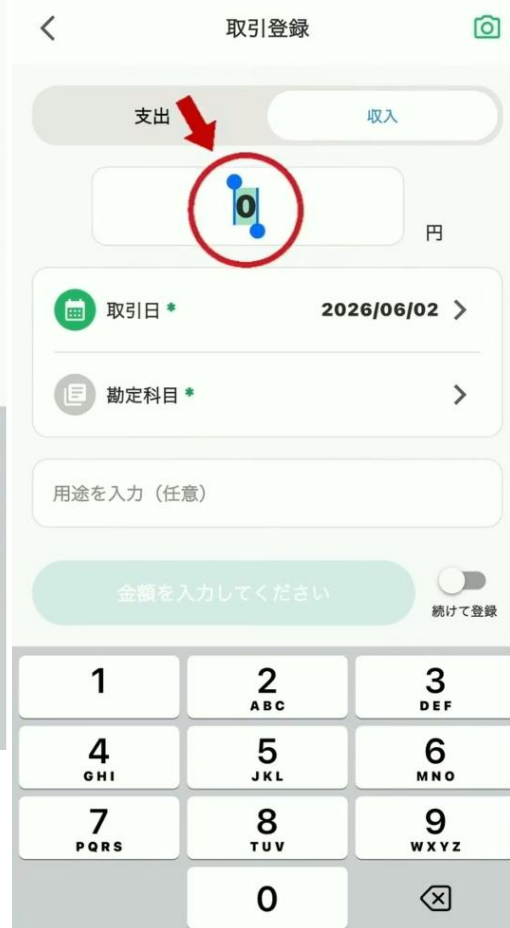 取引登録
支出
収入
0
円
取引日 *
2026/06/02
勘定科目 *
用途を入力（任意）
金額を入力してください
続けて登録
1
2
ABC
3
DEF
4
GHI
5
JKL
6
MNO
7
PQRS
8
TUV
9
WXYZ
0